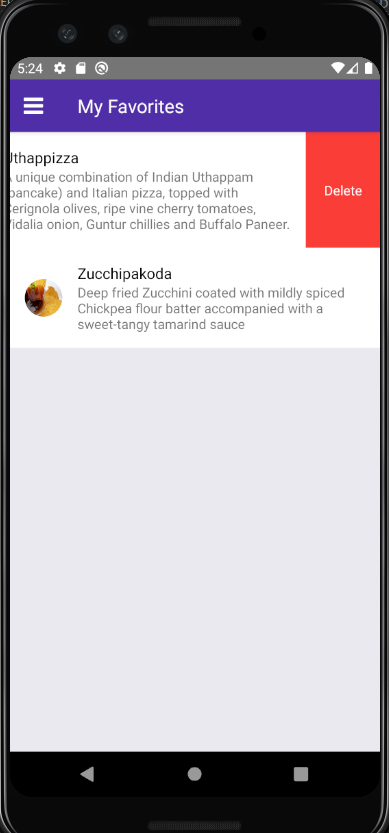 5:24
My Favorites
Uthappizza
A unique combination of Indian Uthappam
(pancake) and Italian pizza, topped with
Cerignola olives, ripe vine cherry tomatoes,
Vidalia onion, Guntur chillies and Buffalo Paneer.
Delete
Zucchipakoda
Deep fried Zucchini coated with mildly spiced
Chickpea flour batter accompanied with a
sweet-tangy tamarind sauce